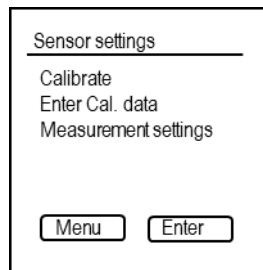 Sensor settings
Calibrate
Enter Cal. data
Measurement settings
Menu Enter